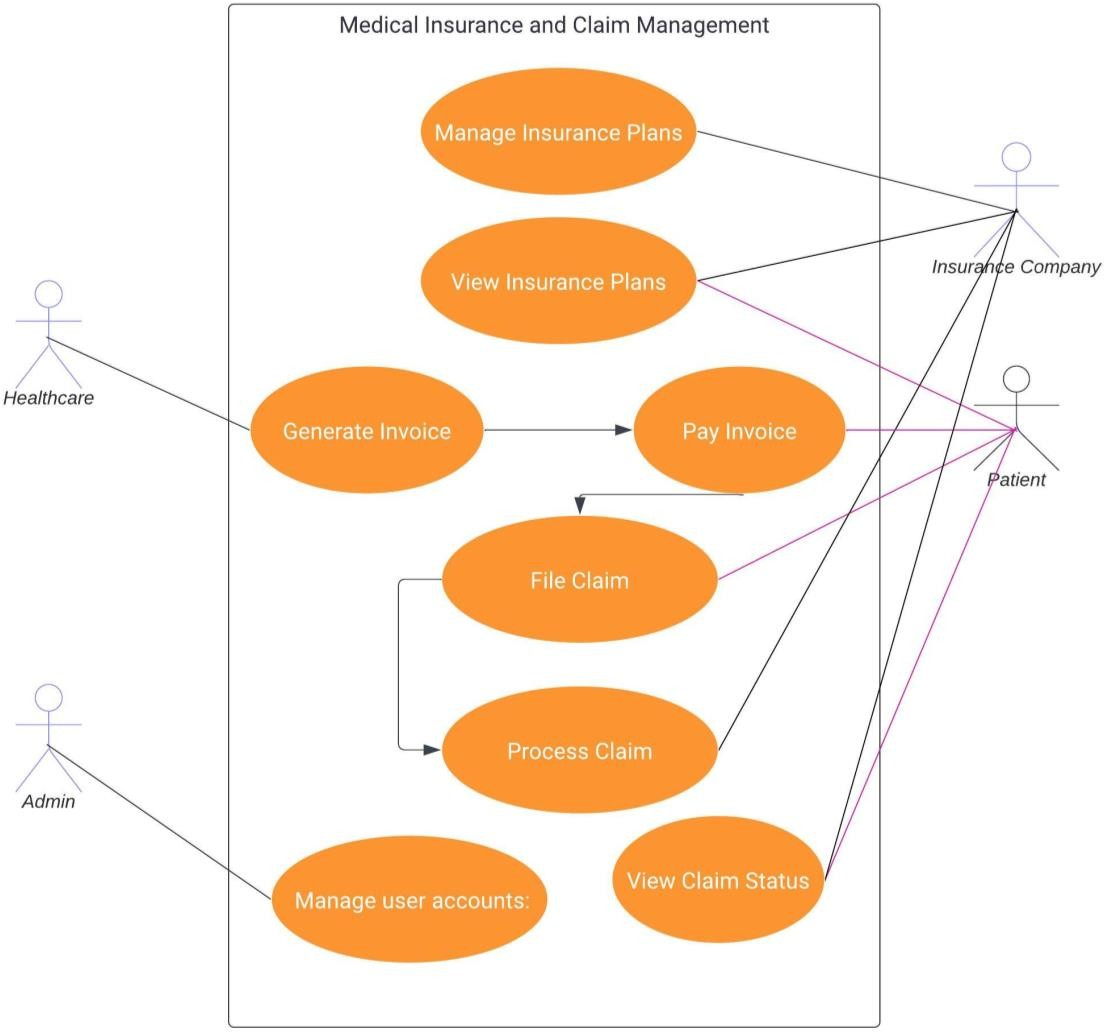 Medical Insurance and Claim Management
Manage Insurance Plans
View Insurance Plans
Insurance Company
Healthcare
Generate Invoice
Pay Invoice
Patient
File Claim
Process Claim
Admin
View Claim Status
Manage user accounts: